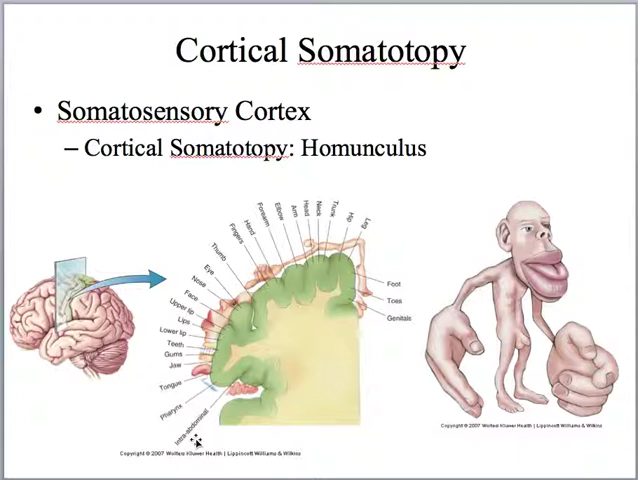 Cortical Somatotopy
• Somatosensory Cortex
– Cortical Somatotopy: Homunculus
Leg
Hip
Trunk
Neck
Head
Arm
Elbow
Forearm
Hand
Fingers
Thumb
Eye
Nose
Face
Upper lip
Lips
Lower lip
Teeth
Gums
Jaw
Tongue
Pharynx
Intra-abdominal
Foot
Toes
Genitals
Copyright © 2007 Wolters Kluwer Health | Lippincott Williams & Wilkins
Copyright © 2007 Wolters Kluwer Health | Lippincott Williams & Wilkins